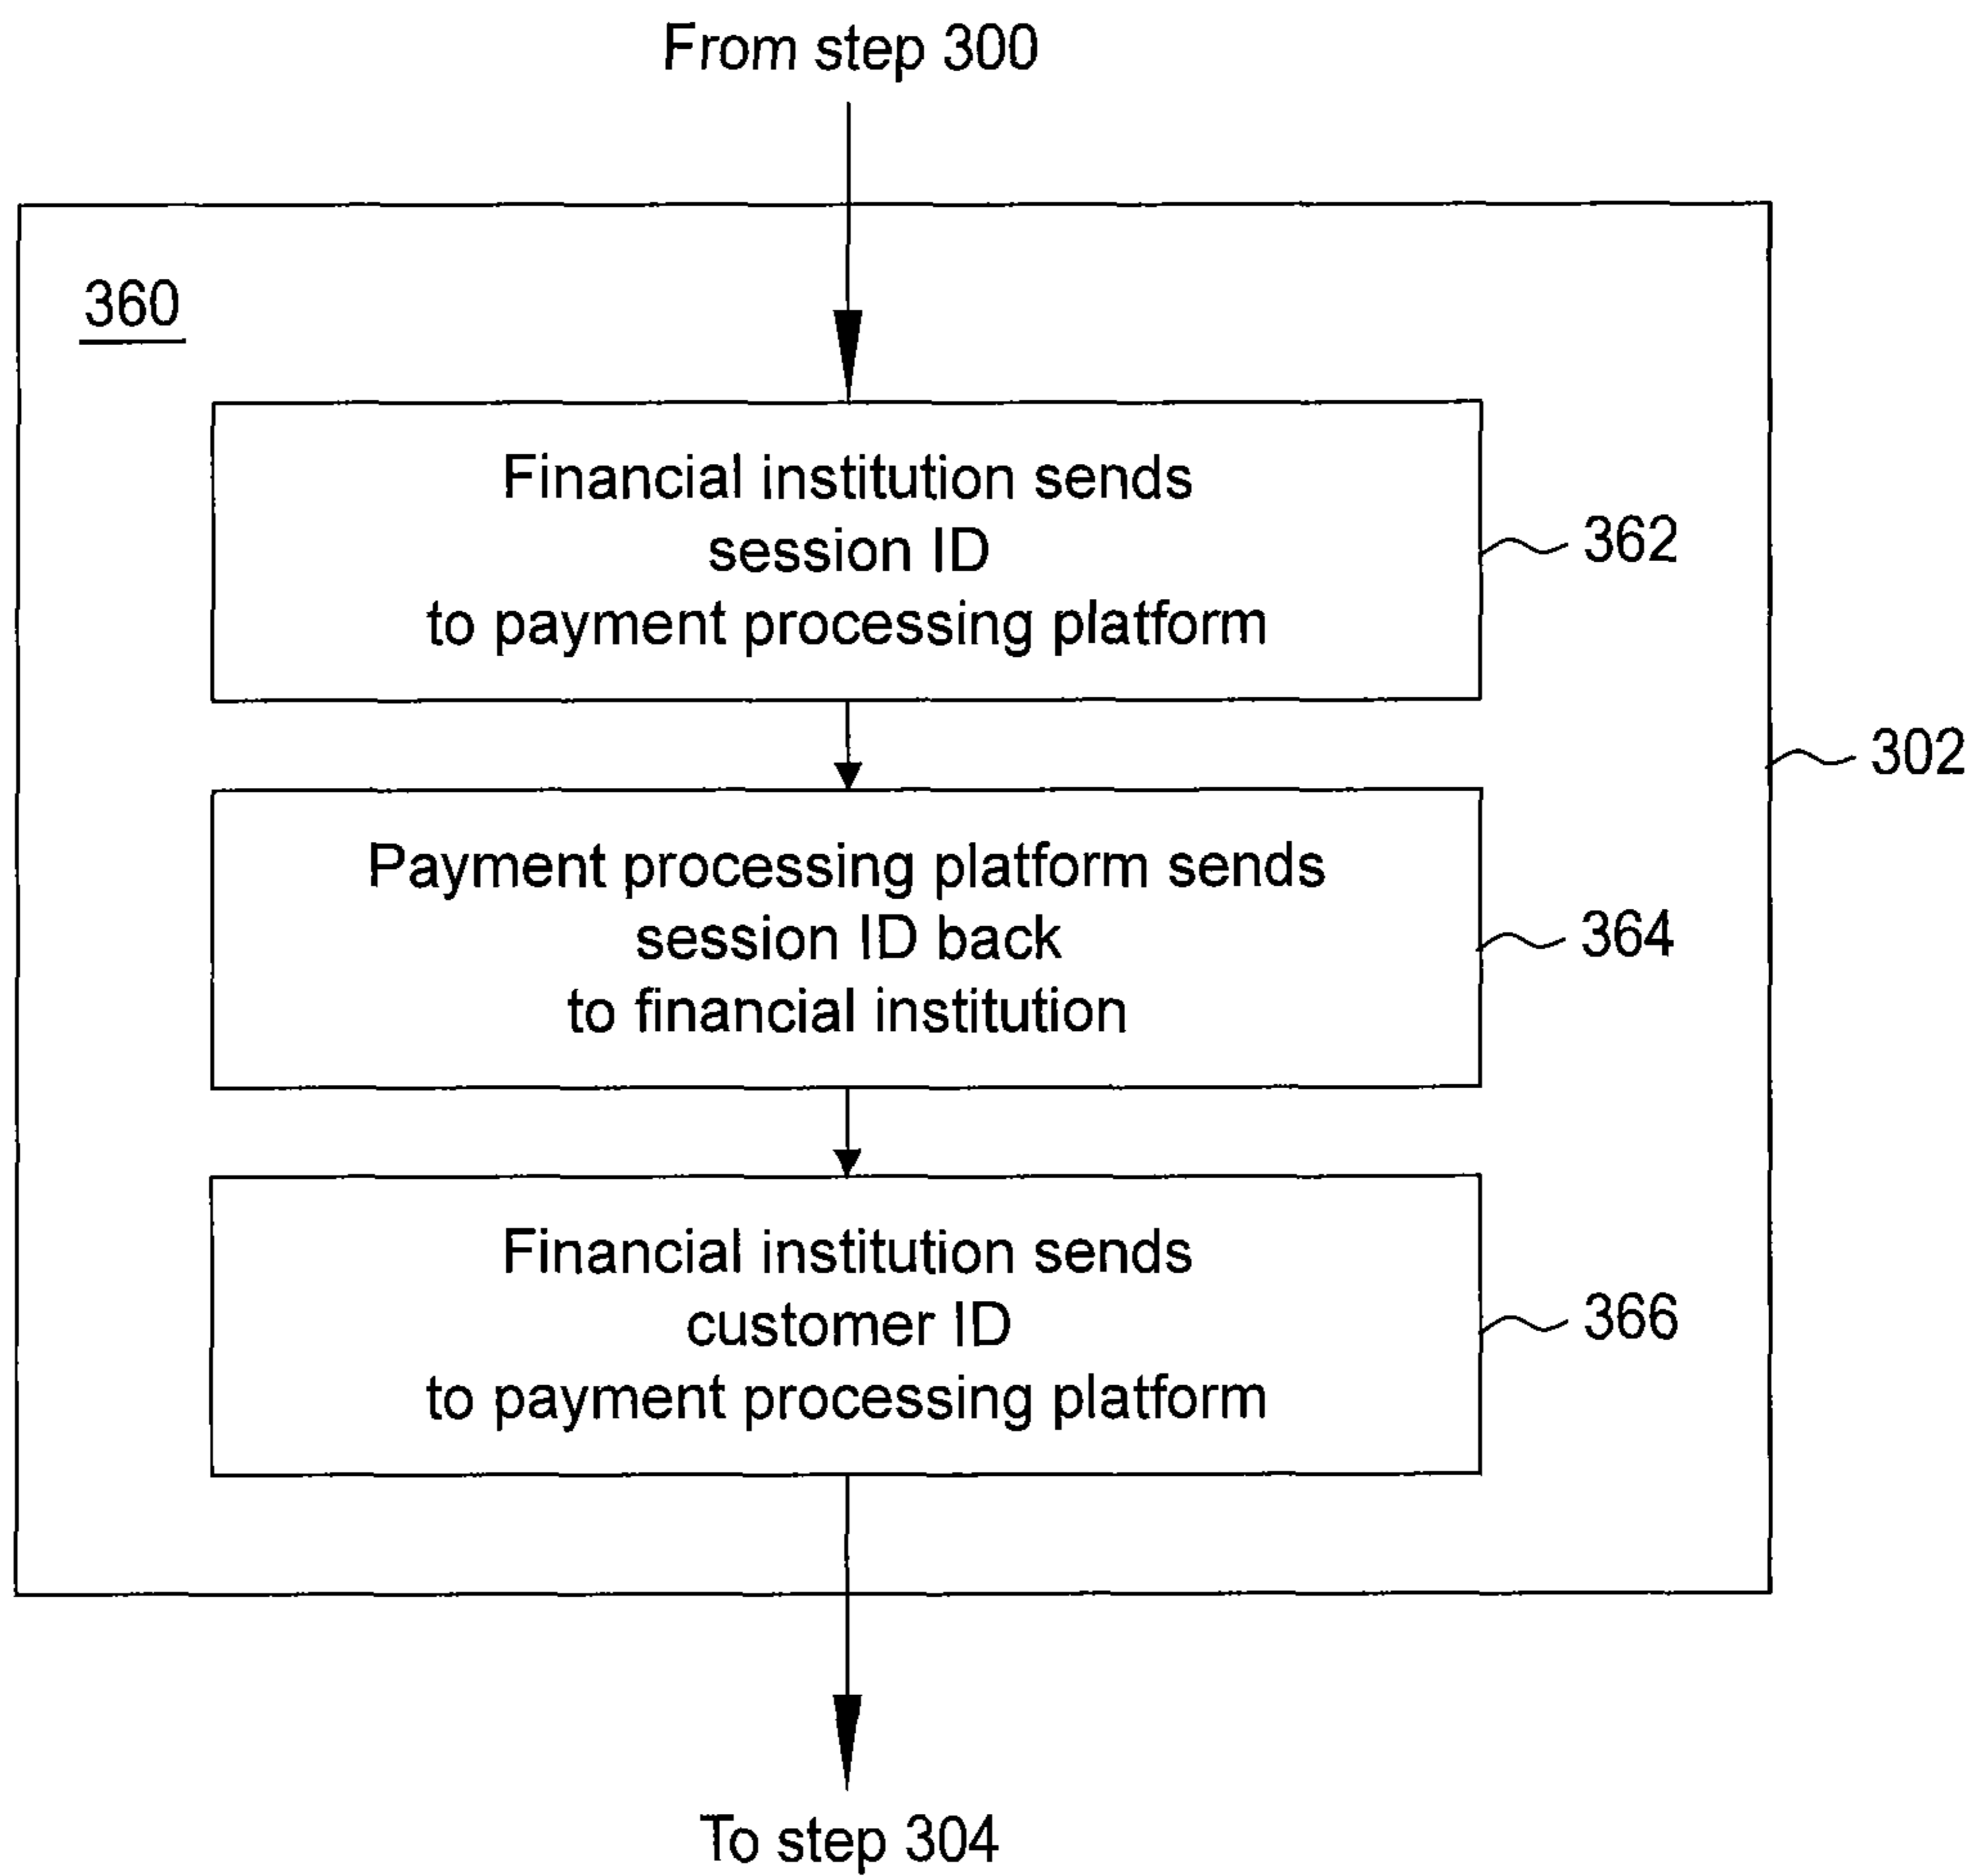 From step 300
360
Financial institution sends
session ID
to payment processing platform
362
302
Payment processing platform sends
session ID back
to financial institution
364
Financial institution sends
customer ID
to payment processing platform
366
To step 304